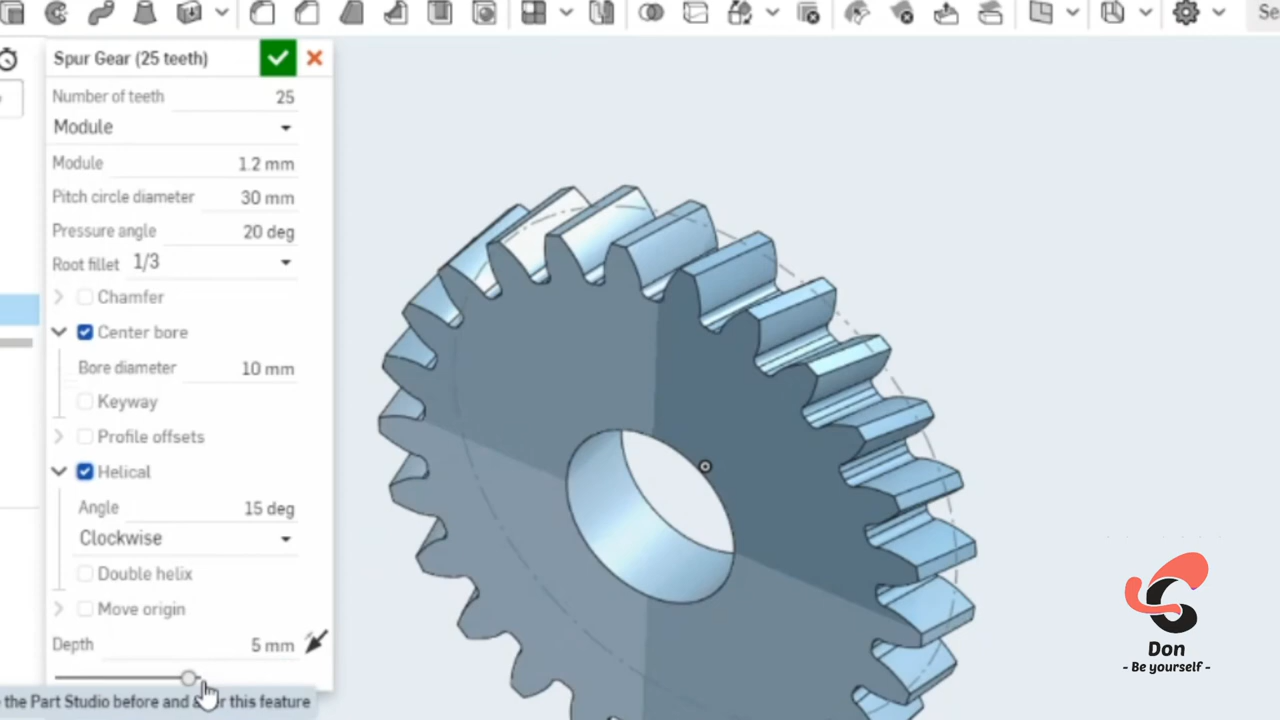 Spur Gear (25 teeth)
Number of teeth 25
Module
Module 1.2 mm
Pitch circle diameter 30 mm
Pressure angle 20 deg
Root fillet 1/3
Chamfer
Center bore
Bore diameter 10 mm
Keyway
Profile offsets
Helical
Angle 15 deg
Clockwise
Double helix
Move origin
Depth 5 mm
the Part Studio before and this feature
Don
- Be yourself -